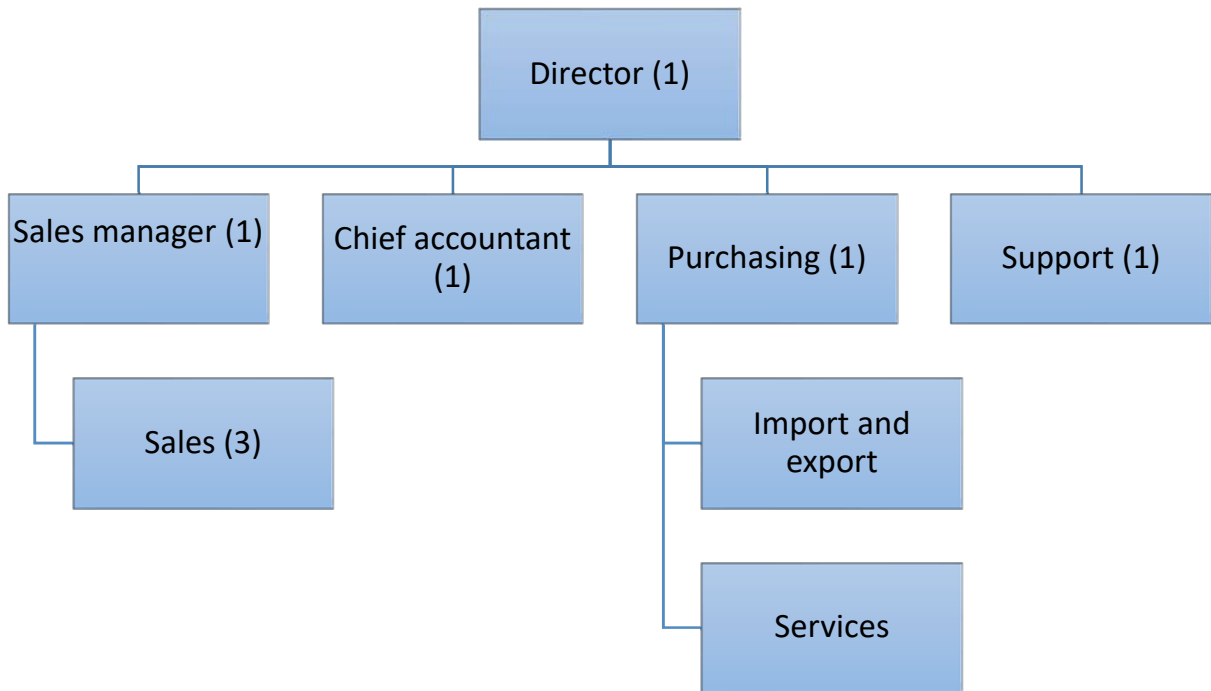 Director (1)
Sales manager (1)
Chief accountant
(1)
Purchasing (1)
Support (1)
Sales (3)
Import and
export
Services